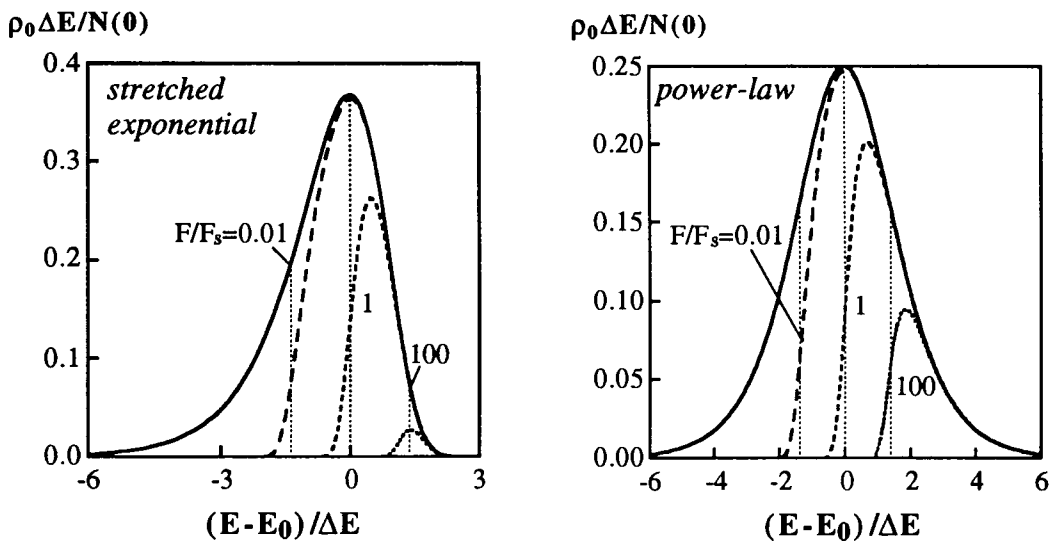 ρ₀ΔE/N(0)
0.4
0.3
0.2
0.1
0.0
stretched
exponential
F/Fₛ=0.01
1
100
-6
-3
0
3
(E-E₀)/ΔE
ρ₀ΔE/N(0)
0.25
0.20
0.15
0.10
0.05
0.00
power-law
F/Fₛ=0.01
1
100
-6
-4
-2
0
2
4
6
(E-E₀)/ΔE